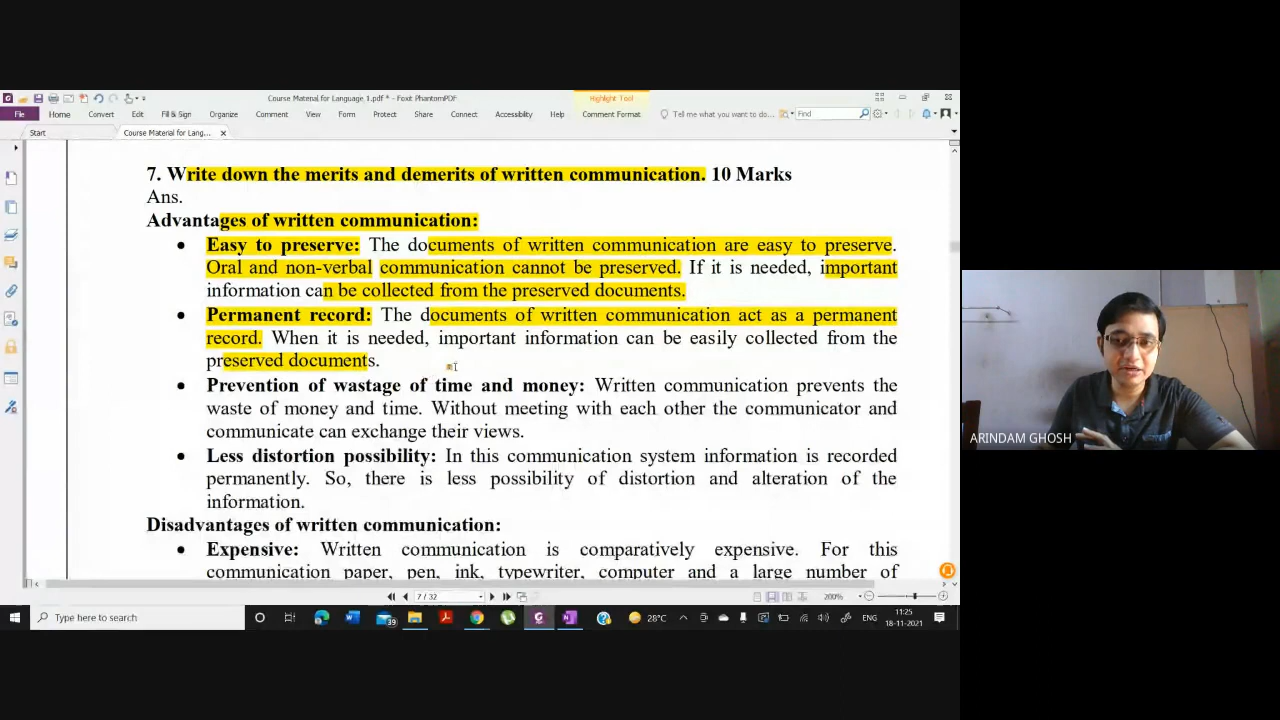 Course Material for Language 1.pdf * - Foxit PhantomPDF
Highlight Tool
File Home Convert Edit Fill & Sign Organize Comment View Form Protect Share Connect Accessibility Help Comment Format Tell me what you want to do... Find
Start Course Material for Lang...
7. Write down the merits and demerits of written communication. 10 Marks
Ans.
Advantages of written communication:
• Easy to preserve: The documents of written communication are easy to preserve.
Oral and non-verbal communication cannot be preserved. If it is needed, important
information can be collected from the preserved documents.
• Permanent record: The documents of written communication act as a permanent
record. When it is needed, important information can be easily collected from the
preserved documents.
• Prevention of wastage of time and money: Written communication prevents the
waste of money and time. Without meeting with each other the communicator and
communicate can exchange their views.
• Less distortion possibility: In this communication system information is recorded
permanently. So, there is less possibility of distortion and alteration of the
information.
Disadvantages of written communication:
• Expensive: Written communication is comparatively expensive. For this
communication paper, pen, ink, typewriter, computer and a large number of
7 / 32
200%
Type here to search
39
28°C
ENG
11:25
18-11-2021
ARINDAM GHOSH